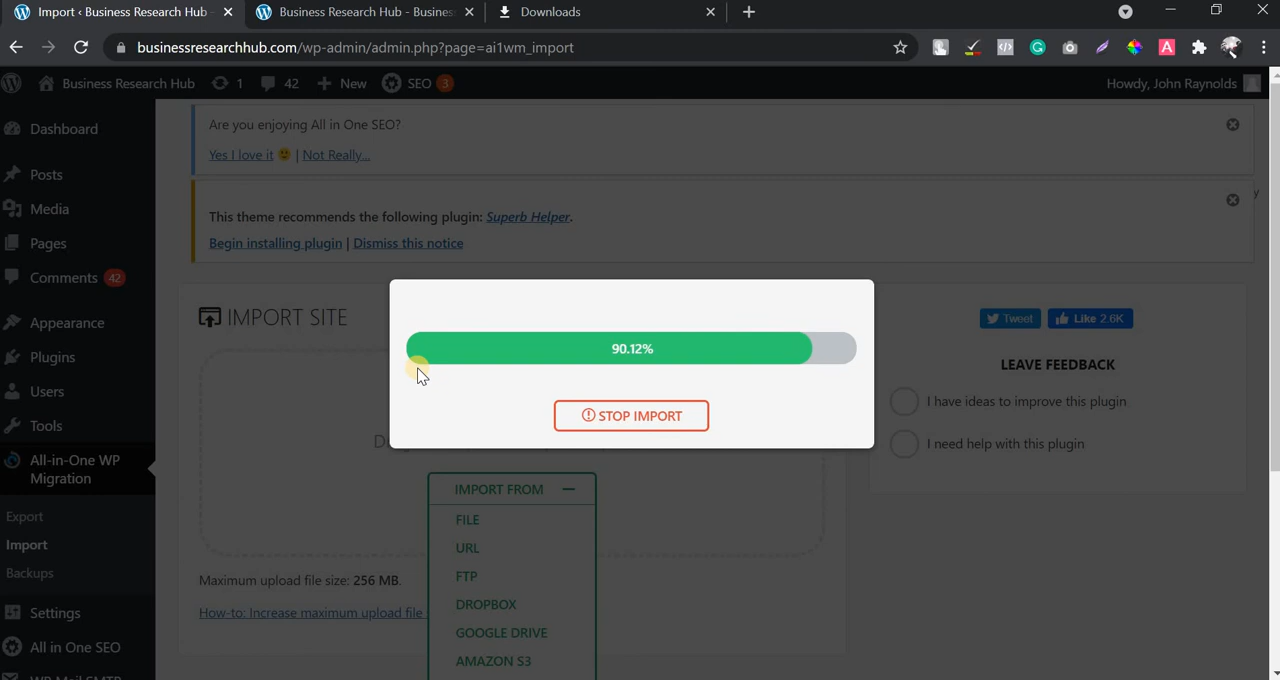 Import ‹ Business Research Hub
Business Research Hub - Busines
Downloads
businessresearchhub.com/wp-admin/admin.php?page=ai1wm_import
Business Research Hub
1
42
New
SEO 3
Howdy, John Raynolds
Dashboard
Posts
Media
Pages
Comments 42
Appearance
Plugins
Users
Tools
All-in-One WP
Migration
Export
Import
Backups
Settings
All in One SEO
WP Mail SMTP
Are you enjoying All in One SEO?
Yes I love it | Not Really...
This theme recommends the following plugin: Superb Helper.
Begin installing plugin | Dismiss this notice
IMPORT SITE
90.12%
STOP IMPORT
IMPORT FROM
FILE
URL
FTP
DROPBOX
GOOGLE DRIVE
AMAZON S3
Maximum upload file size: 256 MB.
How-to: Increase maximum upload file
Tweet
Like 2.6K
LEAVE FEEDBACK
I have ideas to improve this plugin
I need help with this plugin